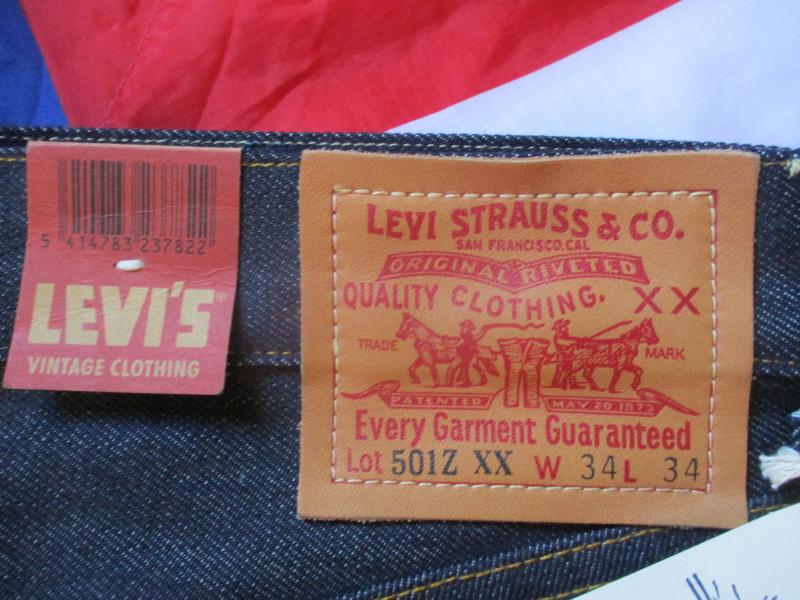 5 414783 237822
LEVI'S®
VINTAGE CLOTHING
LEVI STRAUSS & CO.
SAN FRANCISCO, CAL
ORIGINAL RIVETED
QUALITY CLOTHING. XX
TRADE MARK
PATENTED MAY 20 1873
Every Garment Guaranteed
Lot 501Z XX W 34 L 34